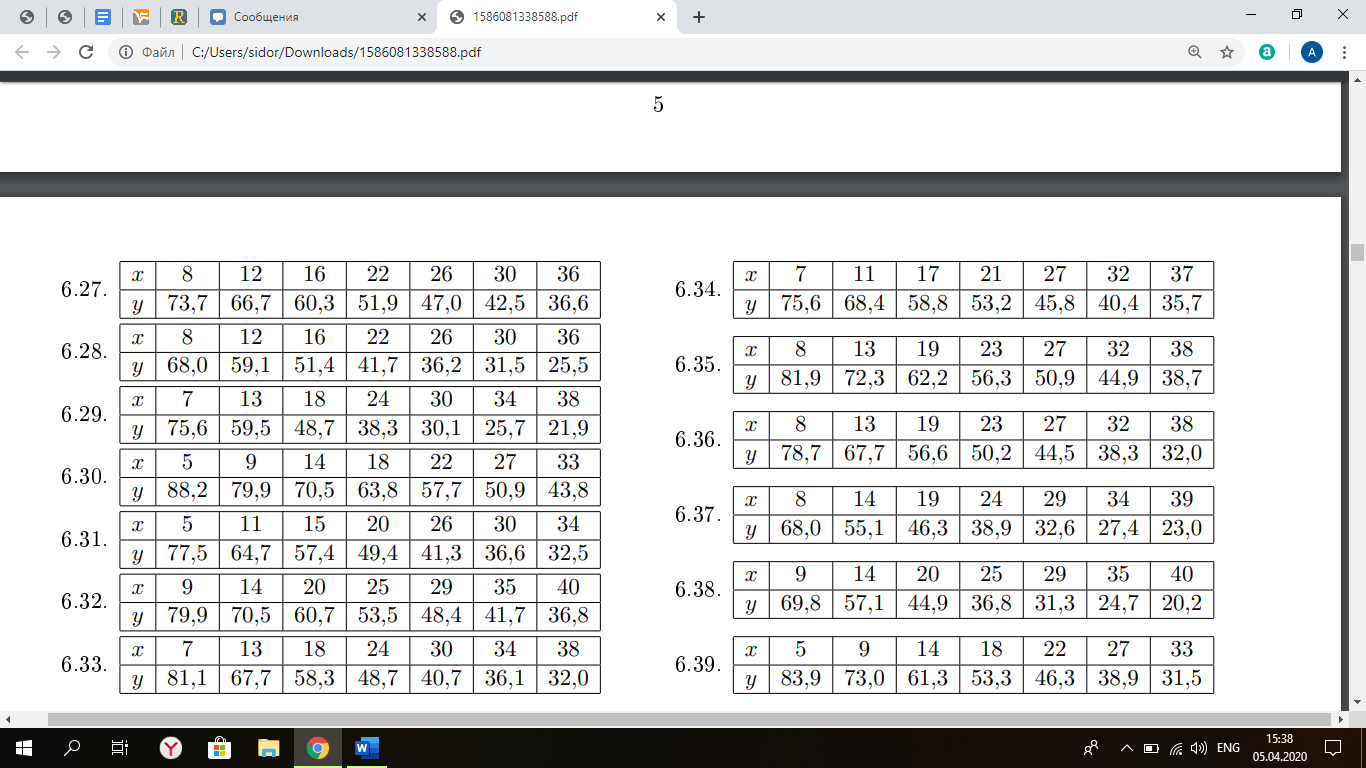 Сообщения
1586081338588.pdf
Файл C:/Users/sidor/Downloads/1586081338588.pdf
a
A
5
6.27.
x 8 12 16 22 26 30 36
y 73,7 66,7 60,3 51,9 47,0 42,5 36,6
6.28.
x 8 12 16 22 26 30 36
y 68,0 59,1 51,4 41,7 36,2 31,5 25,5
6.29.
x 7 13 18 24 30 34 38
y 75,6 59,5 48,7 38,3 30,1 25,7 21,9
6.30.
x 5 9 14 18 22 27 33
y 88,2 79,9 70,5 63,8 57,7 50,9 43,8
6.31.
x 5 11 15 20 26 30 34
y 77,5 64,7 57,4 49,4 41,3 36,6 32,5
6.32.
x 9 14 20 25 29 35 40
y 79,9 70,5 60,7 53,5 48,4 41,7 36,8
6.33.
x 7 13 18 24 30 34 38
y 81,1 67,7 58,3 48,7 40,7 36,1 32,0
6.34.
x 7 11 17 21 27 32 37
y 75,6 68,4 58,8 53,2 45,8 40,4 35,7
6.35.
x 8 13 19 23 27 32 38
y 81,9 72,3 62,2 56,3 50,9 44,9 38,7
6.36.
x 8 13 19 23 27 32 38
y 78,7 67,7 56,6 50,2 44,5 38,3 32,0
6.37.
x 8 14 19 24 29 34 39
y 68,0 55,1 46,3 38,9 32,6 27,4 23,0
6.38.
x 9 14 20 25 29 35 40
y 69,8 57,1 44,9 36,8 31,3 24,7 20,2
6.39.
x 5 9 14 18 22 27 33
y 83,9 73,0 61,3 53,3 46,3 38,9 31,5
ENG
15:38
05.04.2020